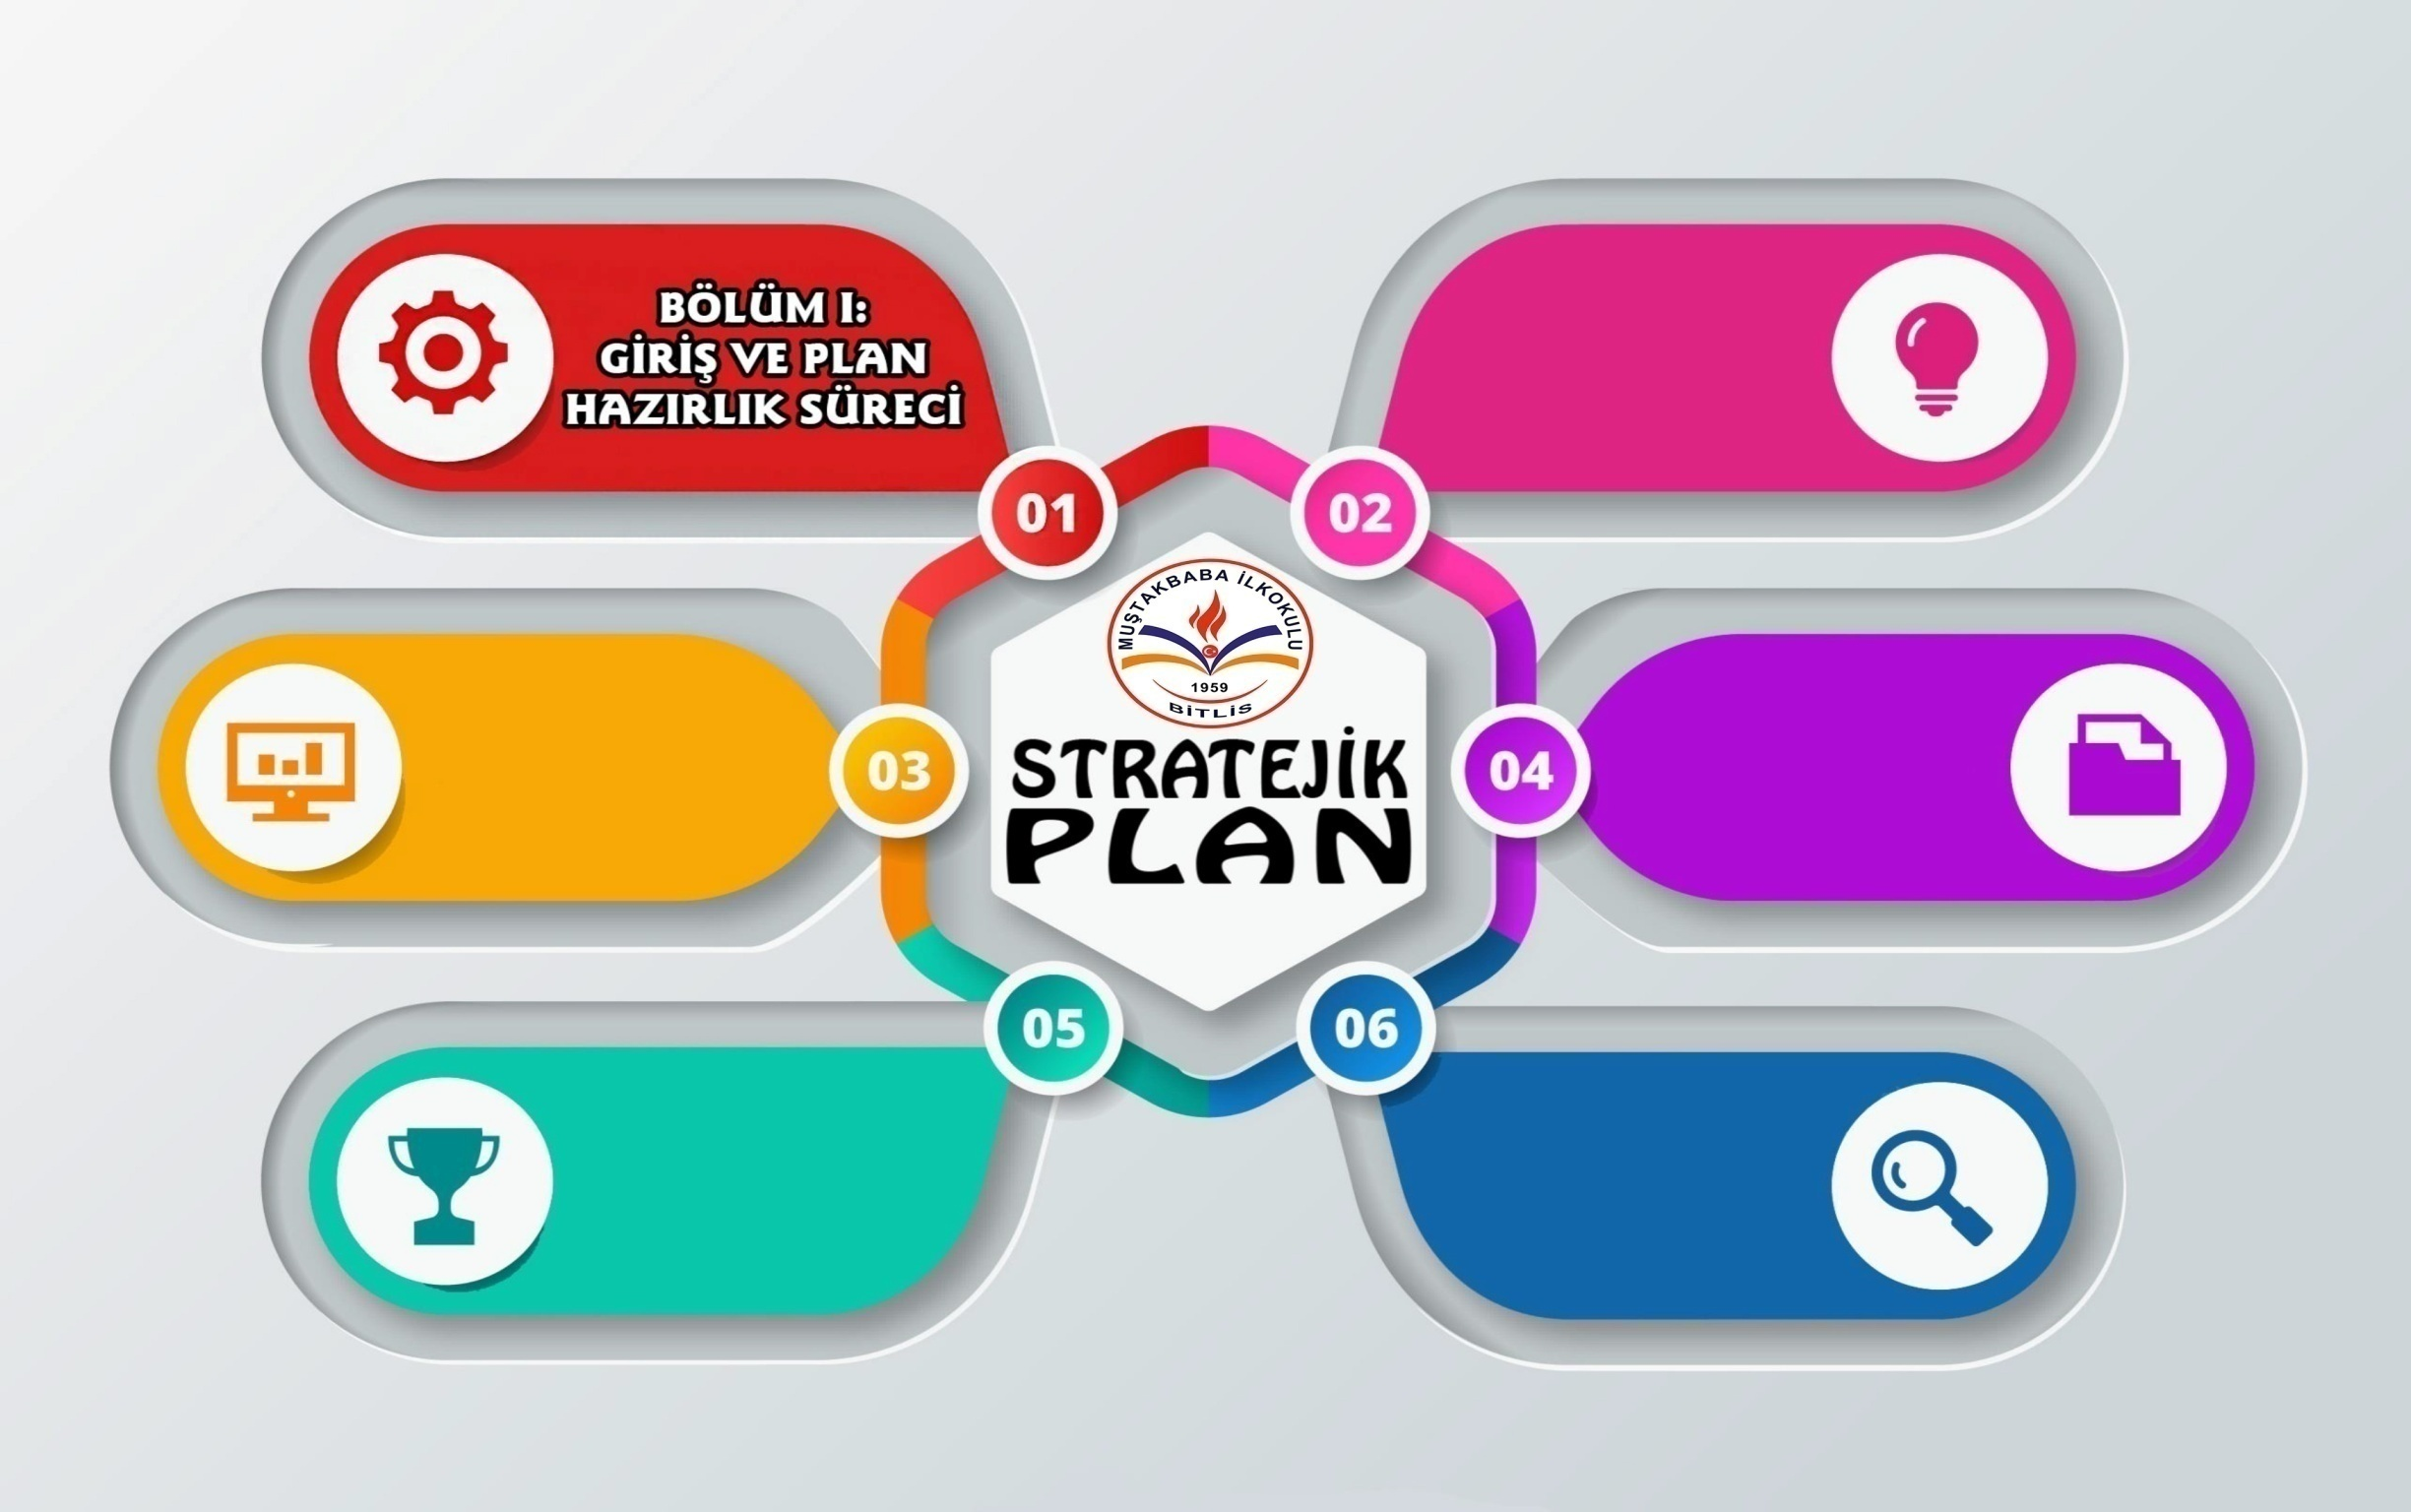 BÖLÜM I:
GİRİŞ VE PLAN
HAZIRLIK SÜRECİ
01
02
MUŞTAKBABA İLKOKULU
1959
BİTLİS
STRATEJİK
PLAN
03
04
05
06